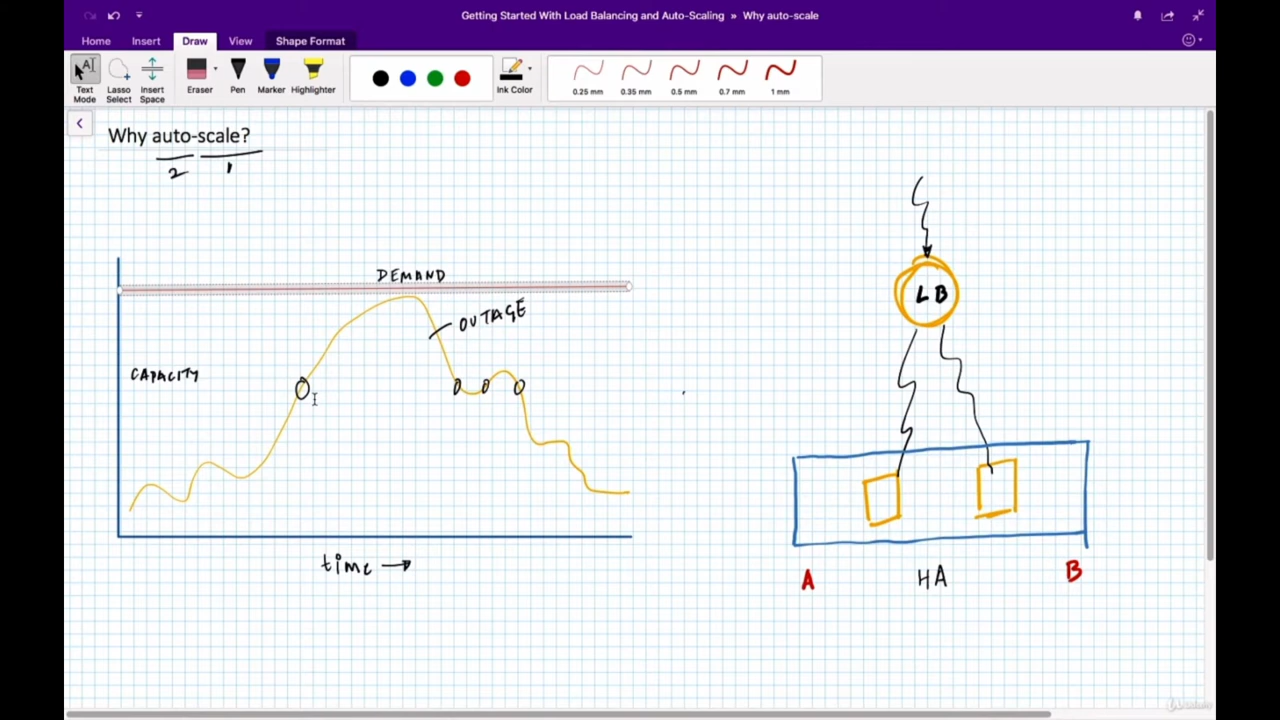 Getting Started With Load Balancing and Auto-Scaling » Why auto-scale
Home Insert Draw View Shape Format
Text Mode
Lasso Select
Insert Space
Eraser
Pen
Marker
Highlighter
Ink Color
0.25 mm 0.35 mm 0.5 mm 0.7 mm 1 mm
Why auto-scale?
2 1
DEMAND
OUTAGE
CAPACITY
time →
LB
A HA B